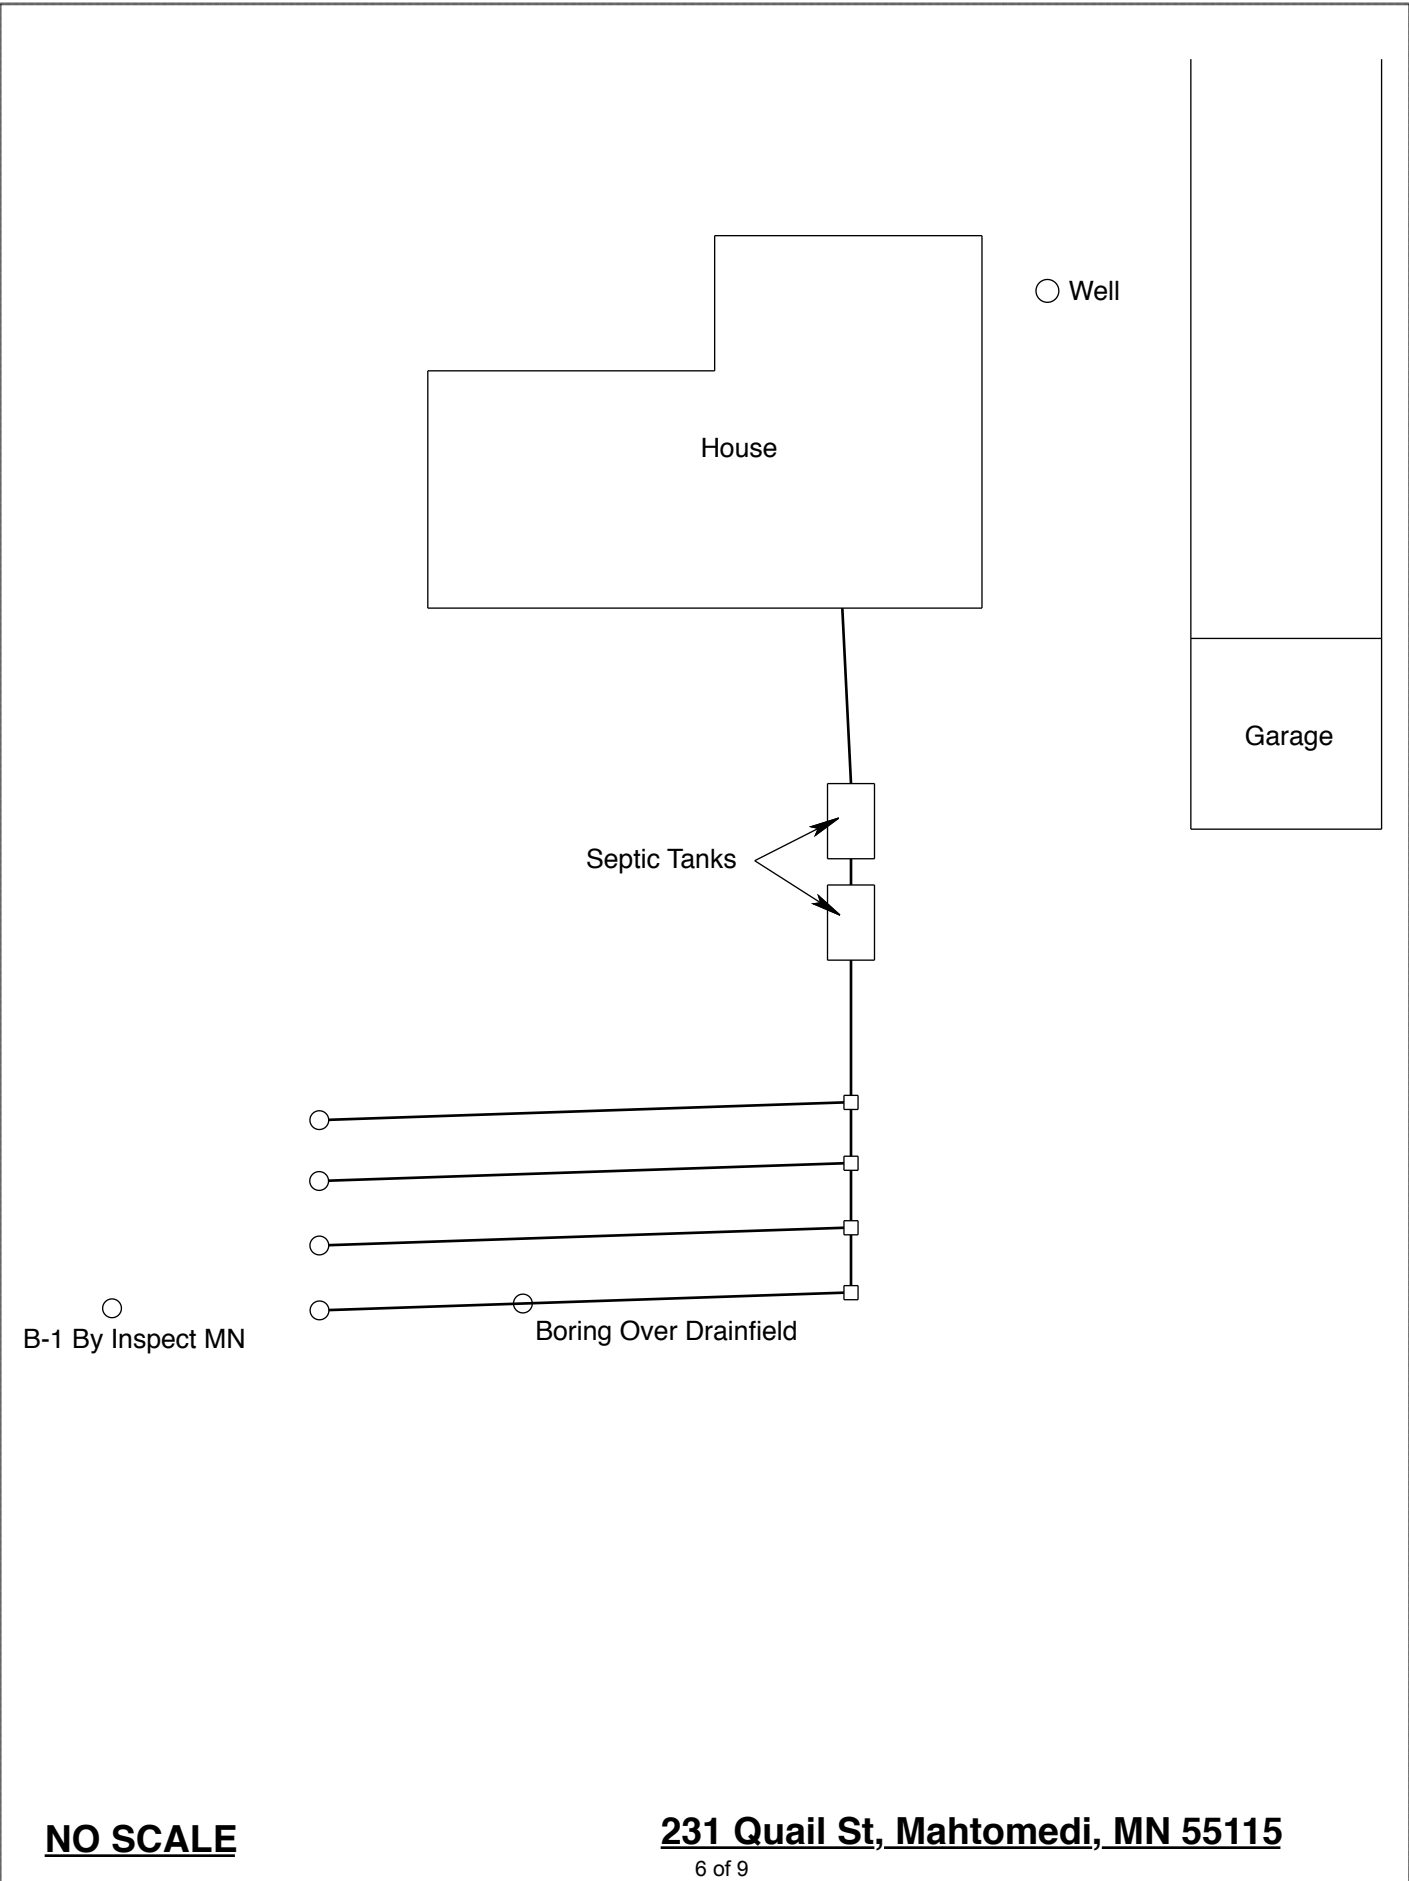 Well
House
Garage
Septic Tanks
Boring Over Drainfield
B-1 By Inspect MN
NO SCALE
231 Quail St, Mahtomedi, MN 55115
6 of 9